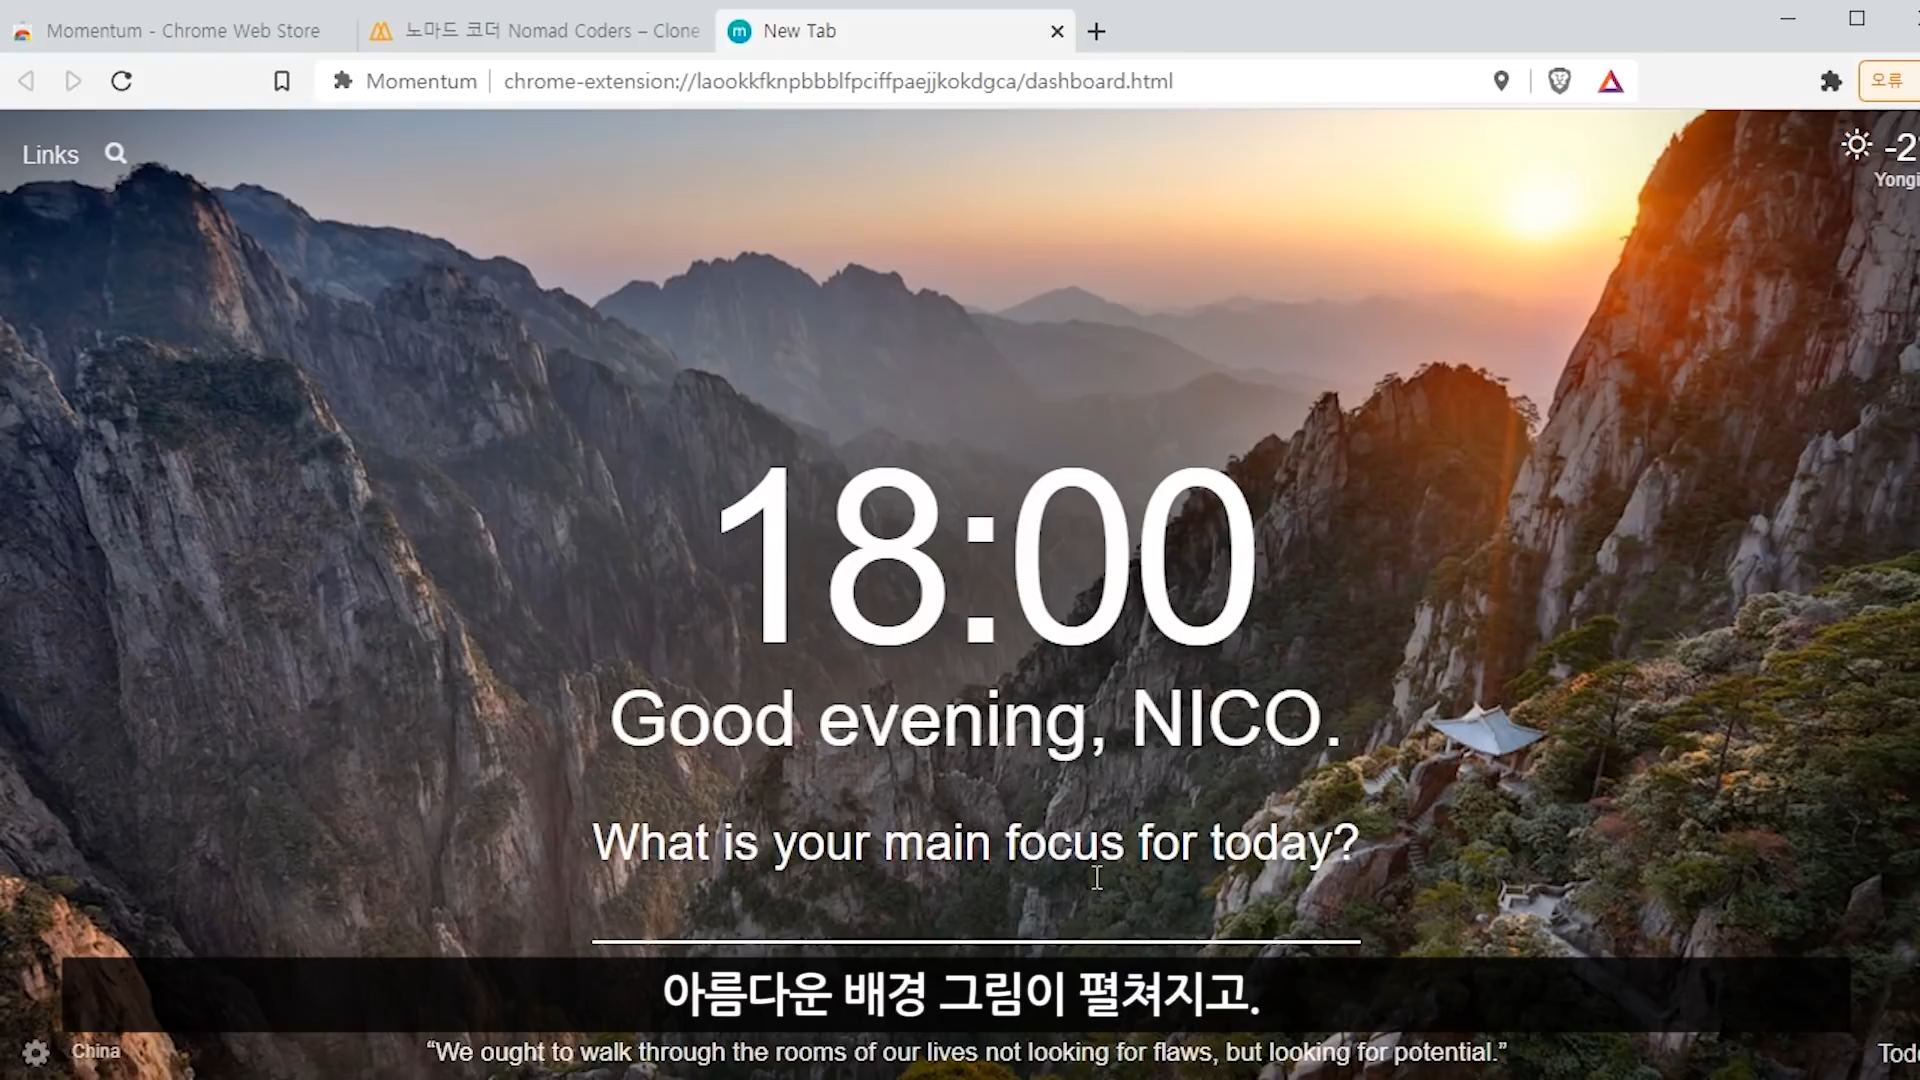 Momentum - Chrome Web Store
노마드 코더 Nomad Coders – Clone
m New Tab
Momentum
chrome-extension://laookkfknpbbblfpciffpaejjkokdgca/dashboard.html
오류
Links
-2°
Yongi
18:00
Good evening, NICO.
What is your main focus for today?
아름다운 배경 그림이 펼쳐지고.
China
“We ought to walk through the rooms of our lives not looking for flaws, but looking for potential.”
Todo